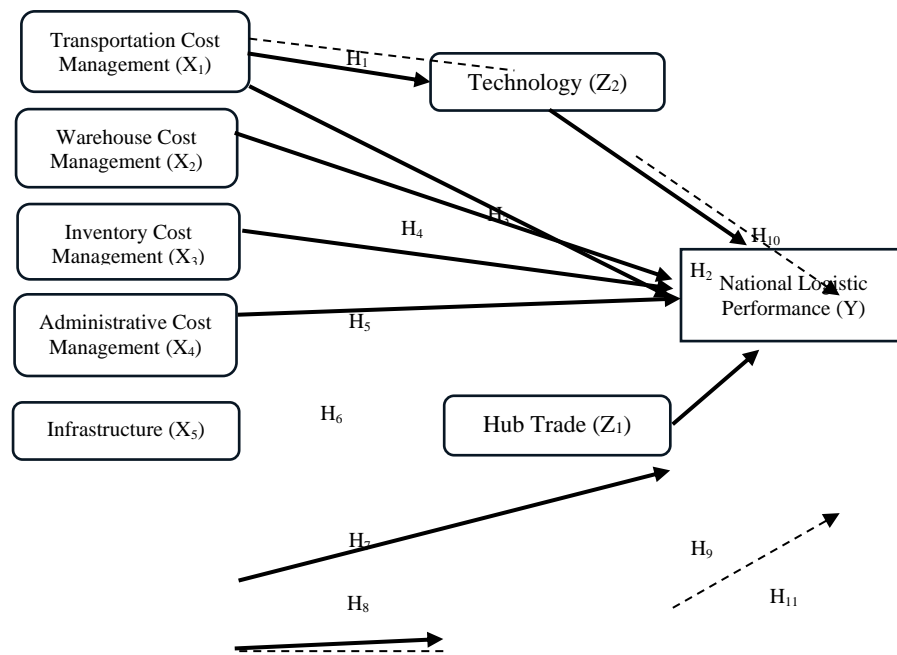 Transportation Cost
Management (X₁)
H₁
Technology (Z₂)
Warehouse Cost
Management (X₂)
H₃
H₄
Inventory Cost
Management (X₃)
H₁₀
H₂
National Logistic
Performance (Y)
Administrative Cost
Management (X₄)
H₅
Infrastructure (X₅)
H₆
Hub Trade (Z₁)
H₇
H₉
H₈
H₁₁